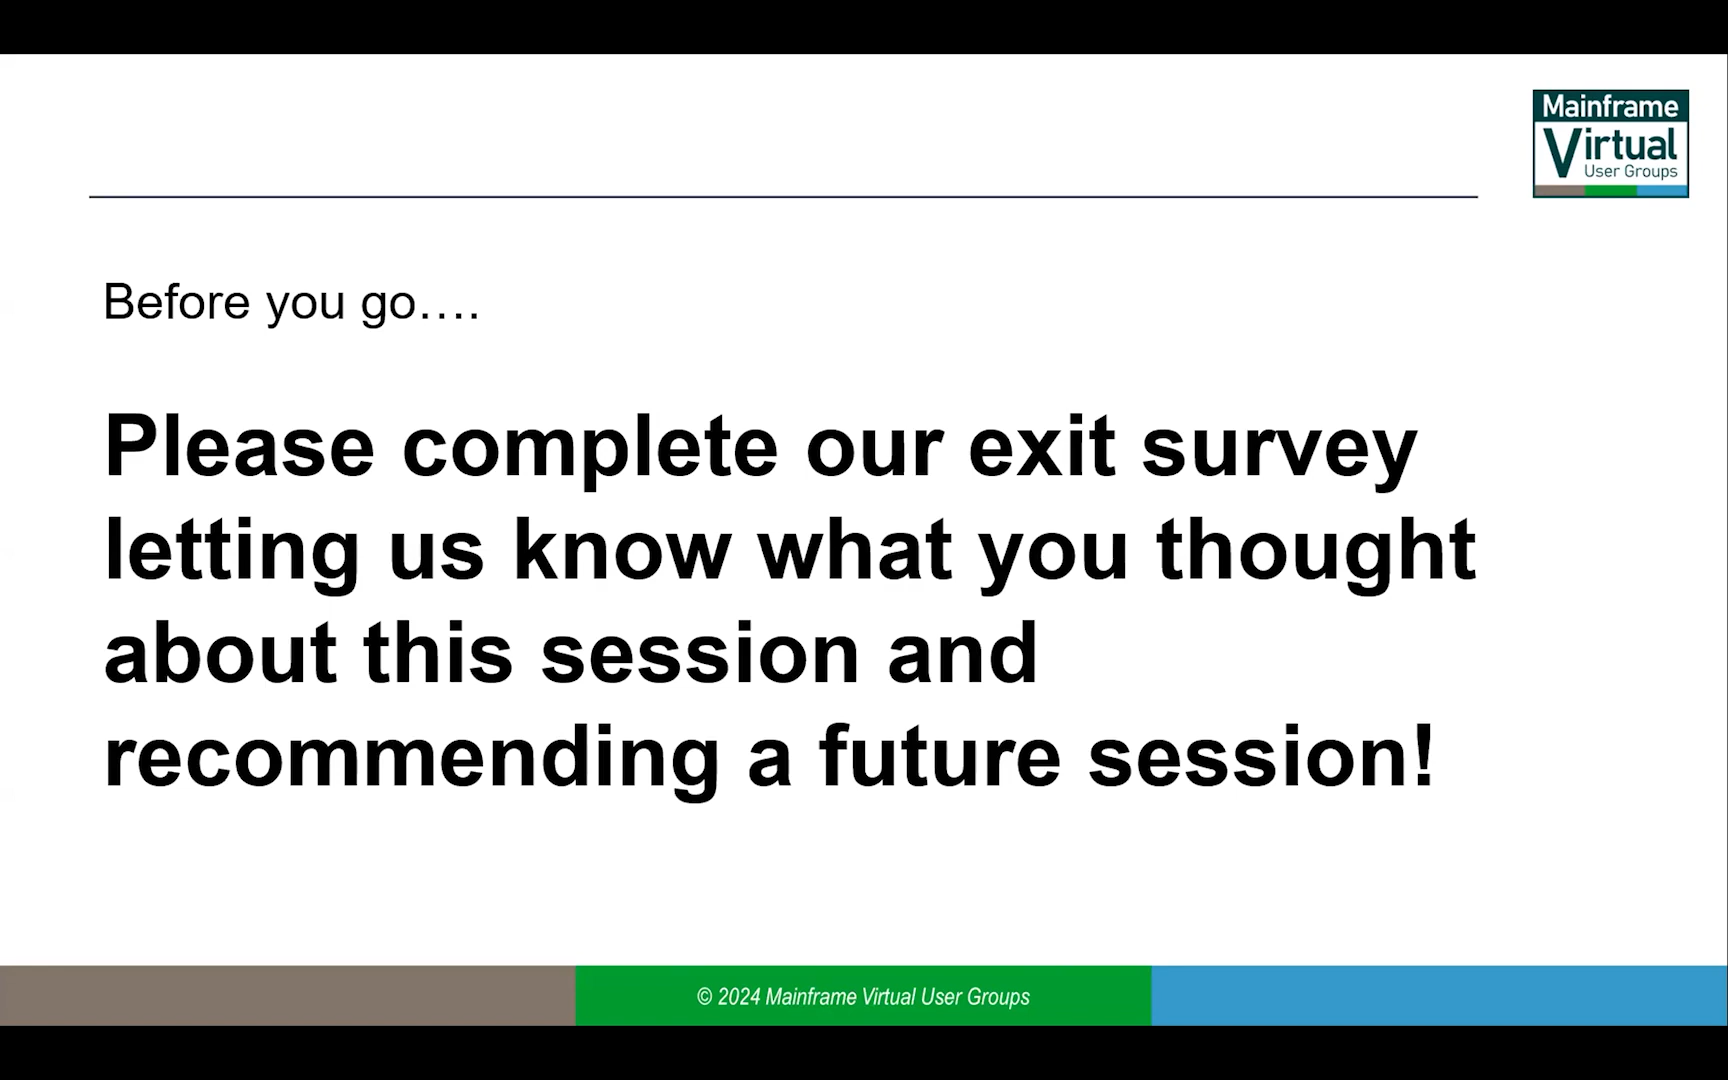 Mainframe
Virtual
User Groups
Before you go....
Please complete our exit survey
letting us know what you thought
about this session and
recommending a future session!
© 2024 Mainframe Virtual User Groups